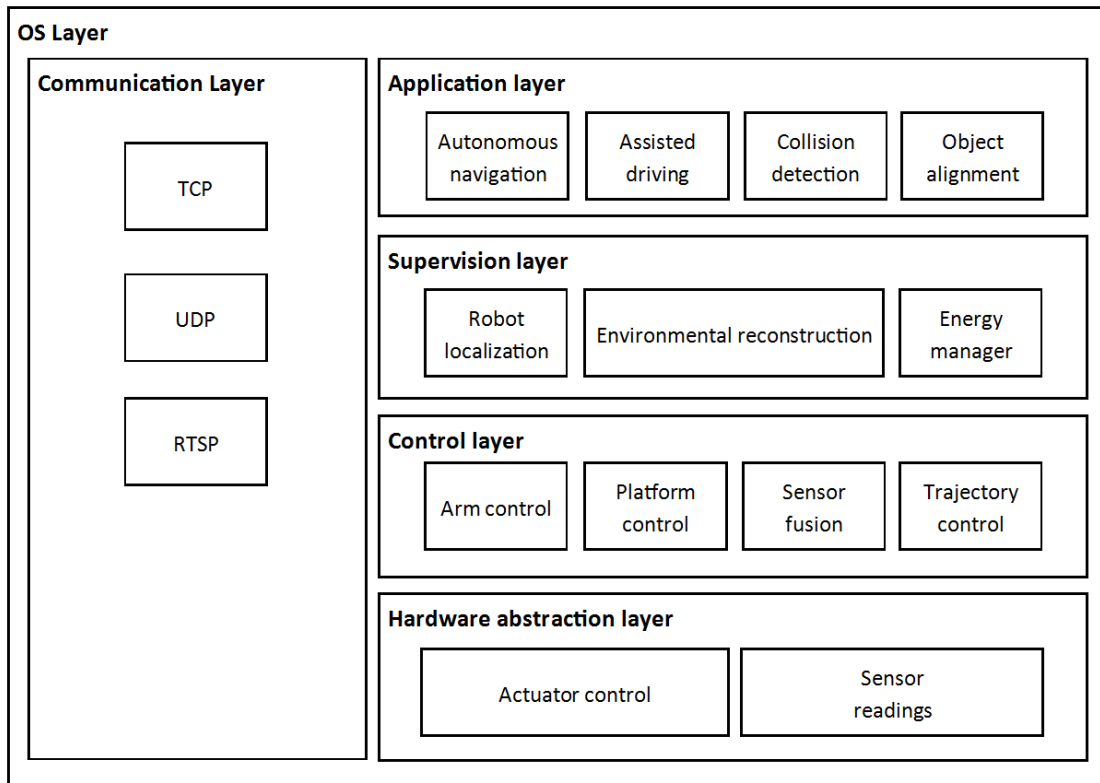 OS Layer
Communication Layer
TCP
UDP
RTSP
Application layer
Autonomous
navigation
Assisted
driving
Collision
detection
Object
alignment
Supervision layer
Robot
localization
Environmental reconstruction
Energy
manager
Control layer
Arm control
Platform
control
Sensor
fusion
Trajectory
control
Hardware abstraction layer
Actuator control
Sensor
readings